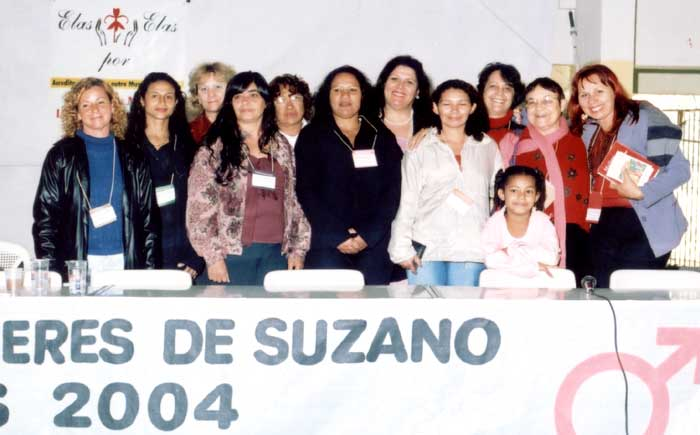 Elas Elas
por
ERES DE SUZANO
S 2004